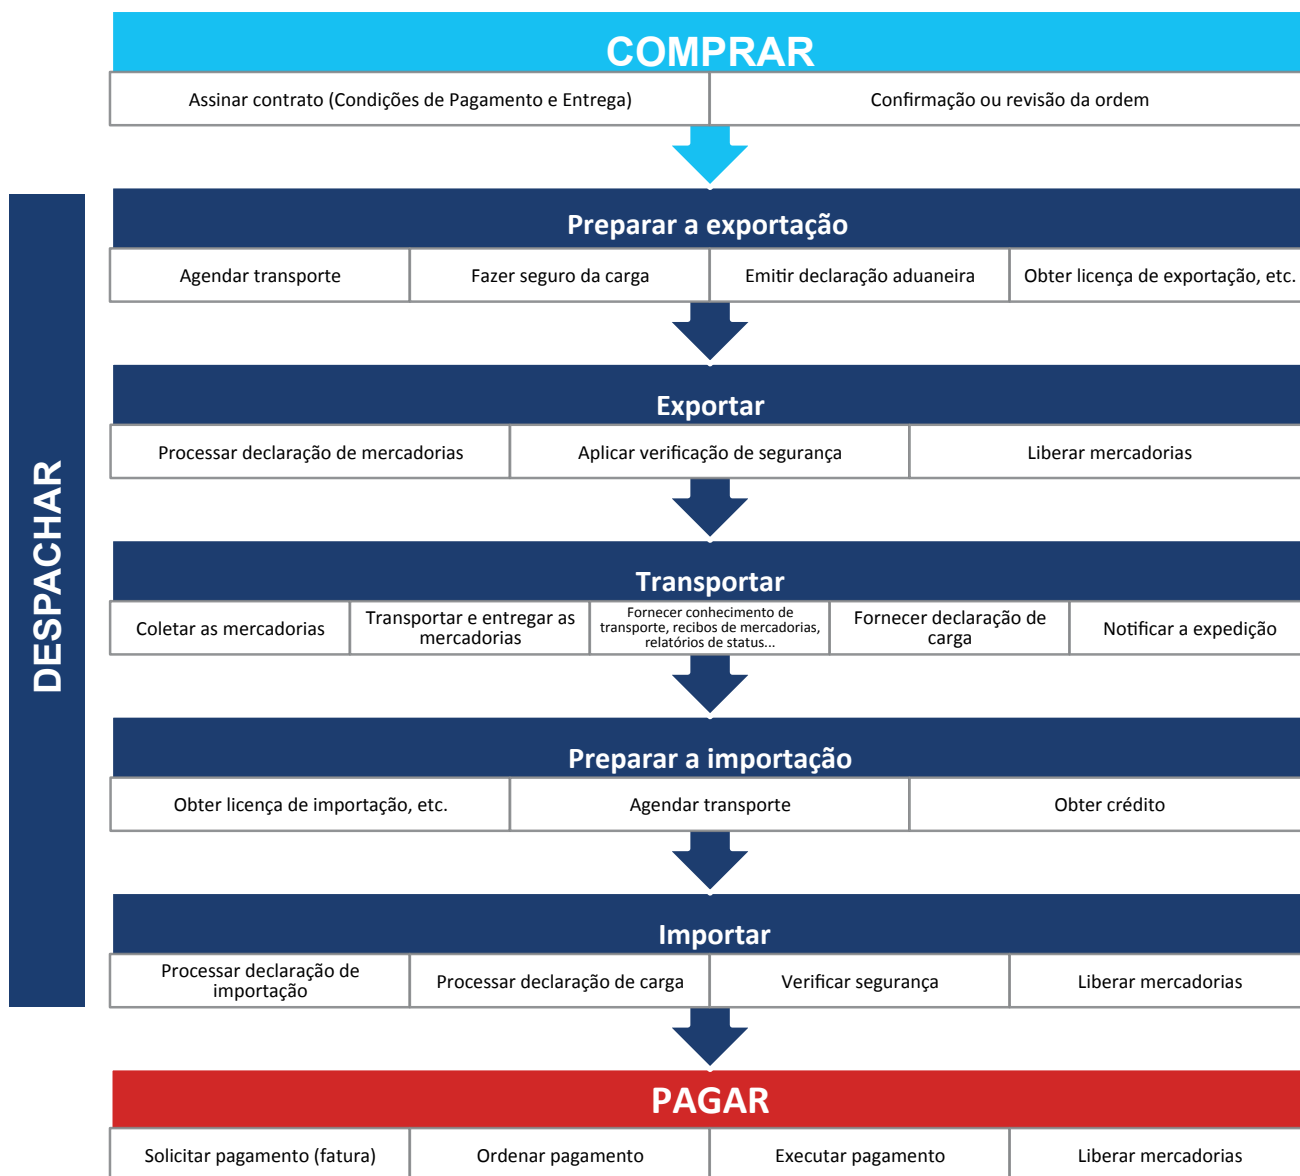 COMPRAR
Assinar contrato (Condições de Pagamento e Entrega)
Confirmação ou revisão da ordem
DESPACHAR
Preparar a exportação
Agendar transporte
Fazer seguro da carga
Emitir declaração aduaneira
Obter licença de exportação, etc.
Exportar
Processar declaração de mercadorias
Aplicar verificação de segurança
Liberar mercadorias
Transportar
Coletar as mercadorias
Transportar e entregar as
mercadorias
Fornecer conhecimento de
transporte, recibos de mercadorias,
relatórios de status...
Fornecer declaração de
carga
Notificar a expedição
Preparar a importação
Obter licença de importação, etc.
Agendar transporte
Obter crédito
Importar
Processar declaração de
importação
Processar declaração de carga
Verificar segurança
Liberar mercadorias
PAGAR
Solicitar pagamento (fatura)
Ordenar pagamento
Executar pagamento
Liberar mercadorias